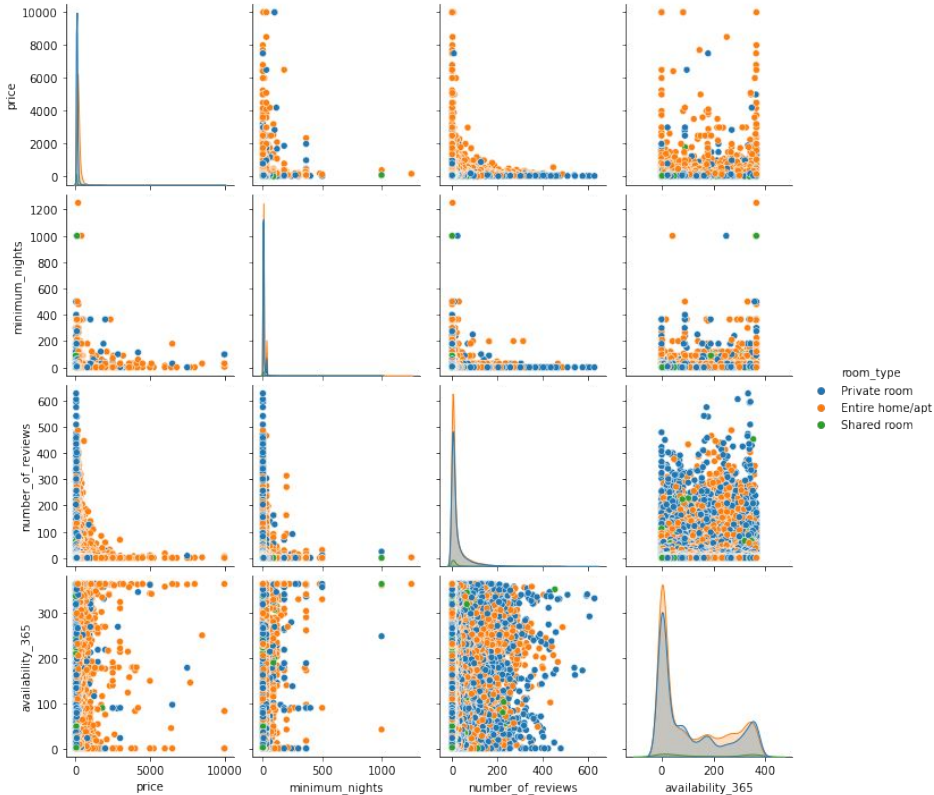 10000
8000
6000
4000
2000
0
price
1200
1000
800
600
400
200
0
minimum_nights
600
500
400
300
200
100
0
number_of_reviews
300
200
100
0
availability_365
0 5000 10000
price
0 500 1000
minimum_nights
0 200 400 600
number_of_reviews
0 200 400
availability_365
room_type
Private room
Entire home/apt
Shared room